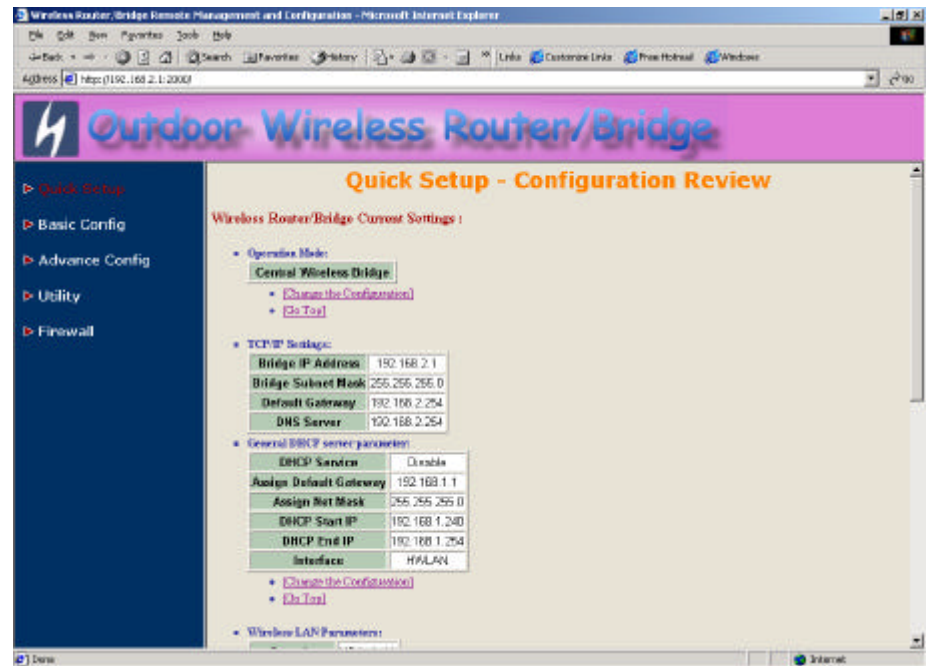 Wireless Router/Bridge Remote Management and Configuration - Microsoft Internet Explorer
File Edit View Favorites Tools Help
Back Search Favorites History Links Customize Links Free Hotmail Windows
Address http://192.168.2.1:2000/ Go
Outdoor Wireless Router/Bridge
Quick Setup
Basic Config
Advance Config
Utility
Firewall
Quick Setup - Configuration Review
Wireless Router/Bridge Current Settings :
Operation Mode:
Central Wireless Bridge
[Change the Configuration]
[Go Top]
TCP/IP Settings:
Bridge IP Address 192.168.2.1
Bridge Subnet Mask 255.255.255.0
Default Gateway 192.168.2.254
DNS Server 192.168.2.254
General DHCP server parameter:
DHCP Service Disable
Assign Default Gateway 192.168.1.1
Assign Net Mask 255.255.255.0
DHCP Start IP 192.168.1.240
DHCP End IP 192.168.1.254
Interface
[Change the Configuration]
[Go Top]
Wireless LAN Parameters:
Done Internet